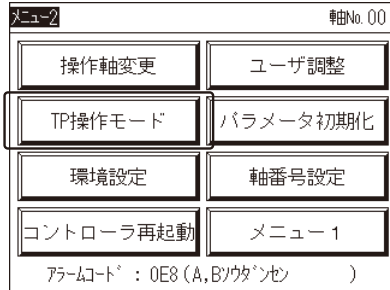 メニュー2 軸No. 00
操作軸変更 ユーザ調整
TP操作モード パラメータ初期化
環境設定 軸番号設定
コントローラ再起動 メニュー1
ｱﾗｰﾑｺｰﾄﾞ : 0E8(A,Bｿｳﾀﾞﾝｾﾝ )